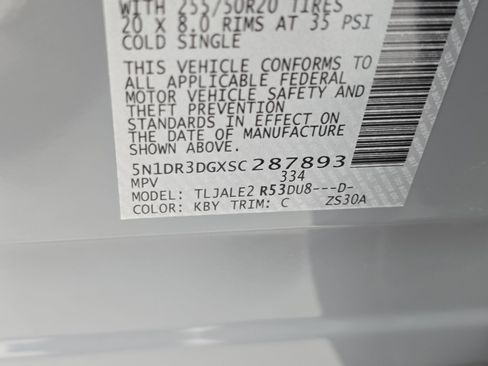 WITH 255/50R20 TIRES
20 X 8.0 RIMS AT 35 PSI
COLD SINGLE
THIS VEHICLE CONFORMS TO
ALL APPLICABLE FEDERAL
MOTOR VEHICLE SAFETY AND
THEFT PREVENTION
STANDARDS IN EFFECT ON
THE DATE OF MANUFACTURE
SHOWN ABOVE.
5N1DR3DGXSC287893
MPV 334
MODEL: TLJALE2 R53DU8---D-
COLOR: KBY TRIM: C ZS30A